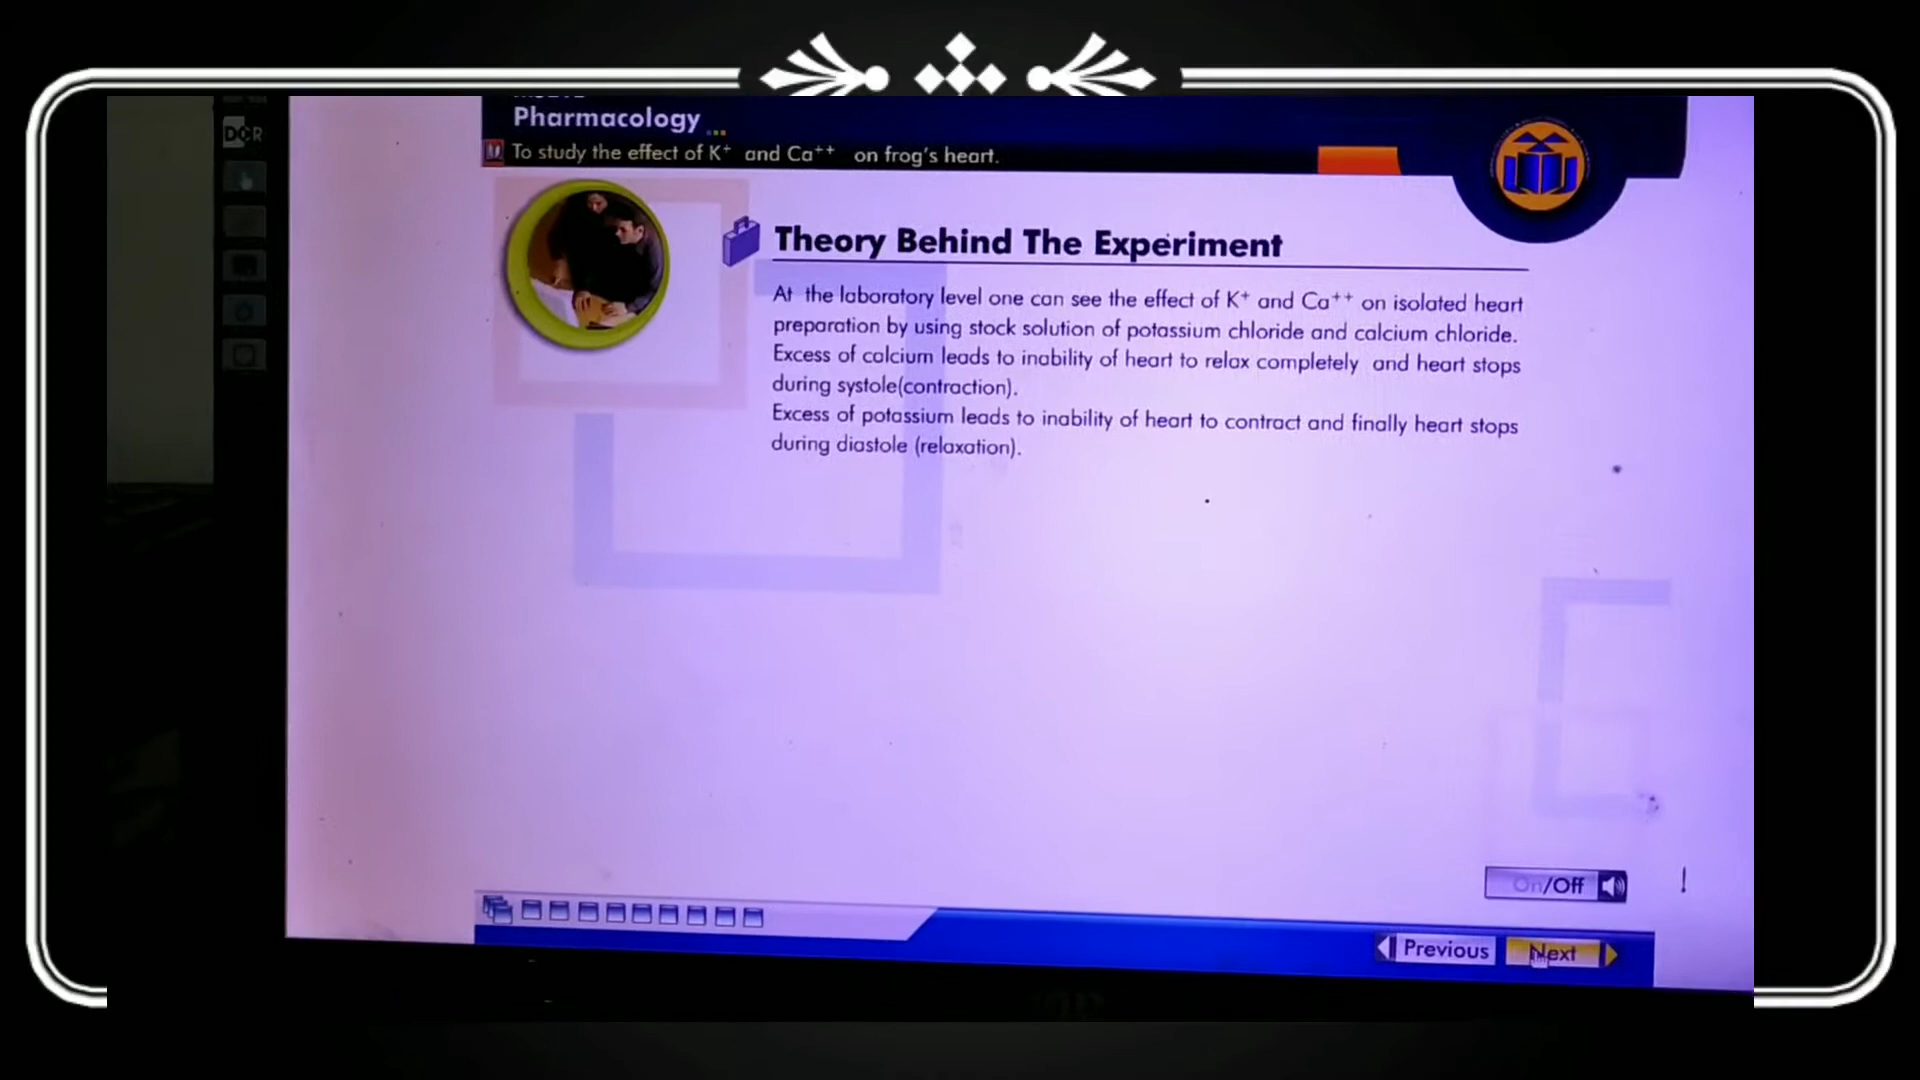 DCR
Pharmacology
To study the effect of K⁺ and Ca⁺⁺ on frog's heart.
Theory Behind The Experiment
At the laboratory level one can see the effect of K⁺ and Ca⁺⁺ on isolated heart
preparation by using stock solution of potassium chloride and calcium chloride.
Excess of calcium leads to inability of heart to relax completely and heart stops
during systole(contraction).
Excess of potassium leads to inability of heart to contract and finally heart stops
during diastole (relaxation).
On/Off
Previous
Next